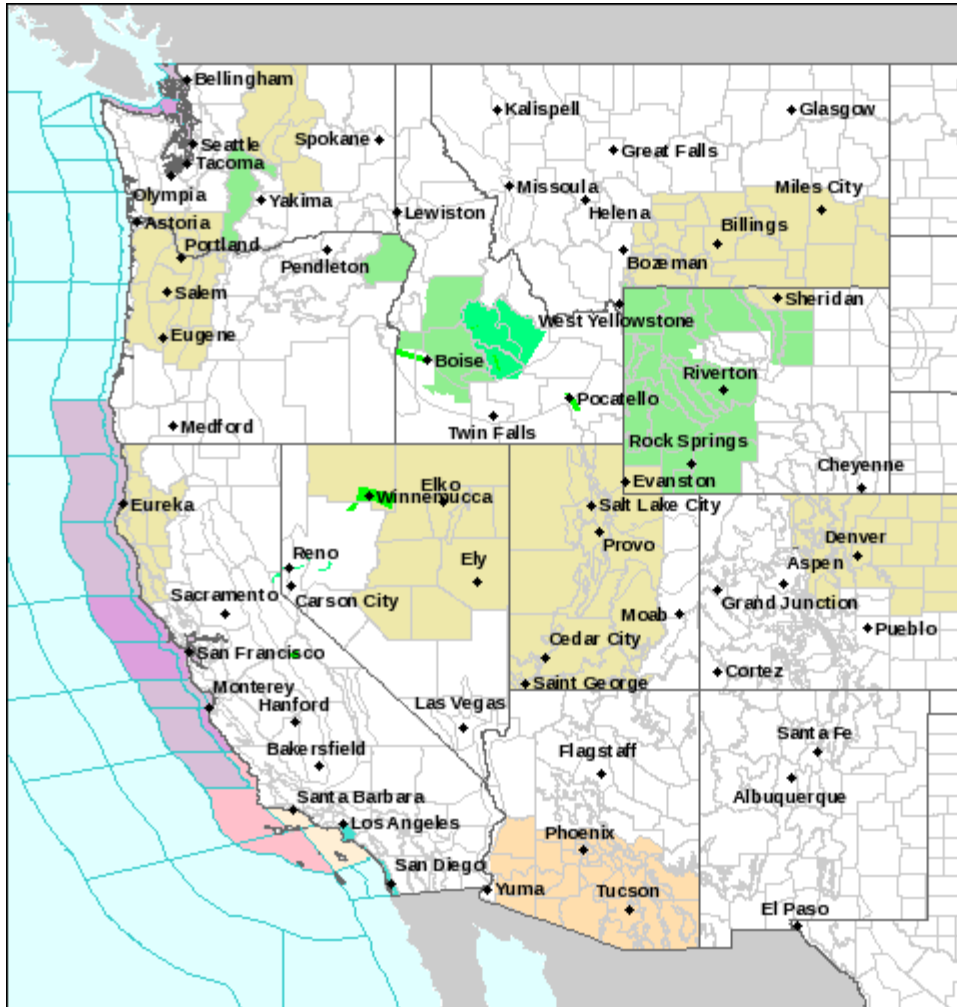 Bellingham
Kalispell
Glasgow
Spokane
Seattle
Great Falls
Tacoma
Olympia
Missoula
Miles City
Yakima
Helena
Lewiston
Astoria
Billings
Portland
Pendleton
Bozeman
Salem
Sheridan
West Yellowstone
Eugene
Boise
Riverton
Pocatello
Medford
Twin Falls
Rock Springs
Cheyenne
Elko
Evanston
Winnemucca
Eureka
Salt Lake City
Provo
Denver
Reno
Ely
Aspen
Sacramento
Carson City
Grand Junction
Moab
Pueblo
Cedar City
San Francisco
Cortez
Saint George
Monterey
Hanford
Las Vegas
Bakersfield
Flagstaff
Santa Fe
Albuquerque
Santa Barbara
Los Angeles
Phoenix
San Diego
Yuma
Tucson
El Paso